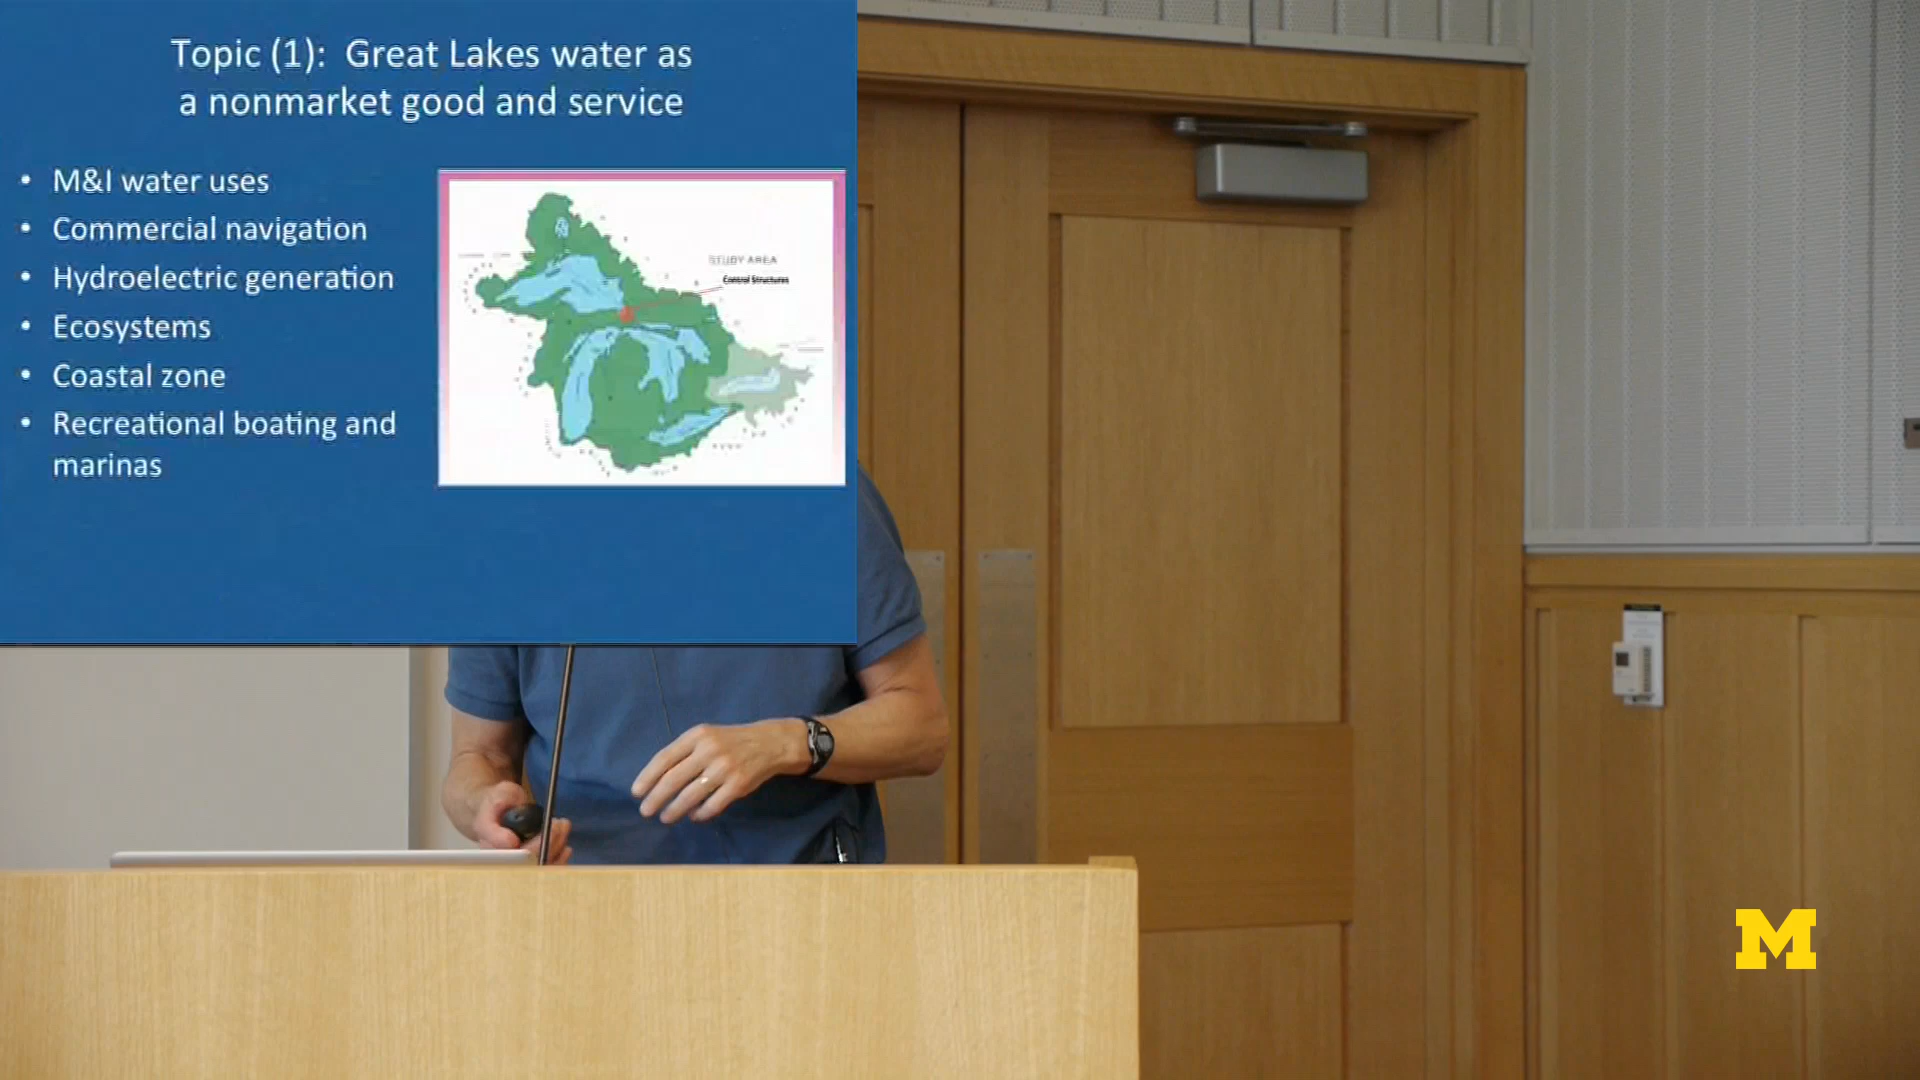 Topic (1): Great Lakes water as
a nonmarket good and service
• M&I water uses
• Commercial navigation
• Hydroelectric generation
• Ecosystems
• Coastal zone
• Recreational boating and
marinas
STUDY AREA
Control Structures
M